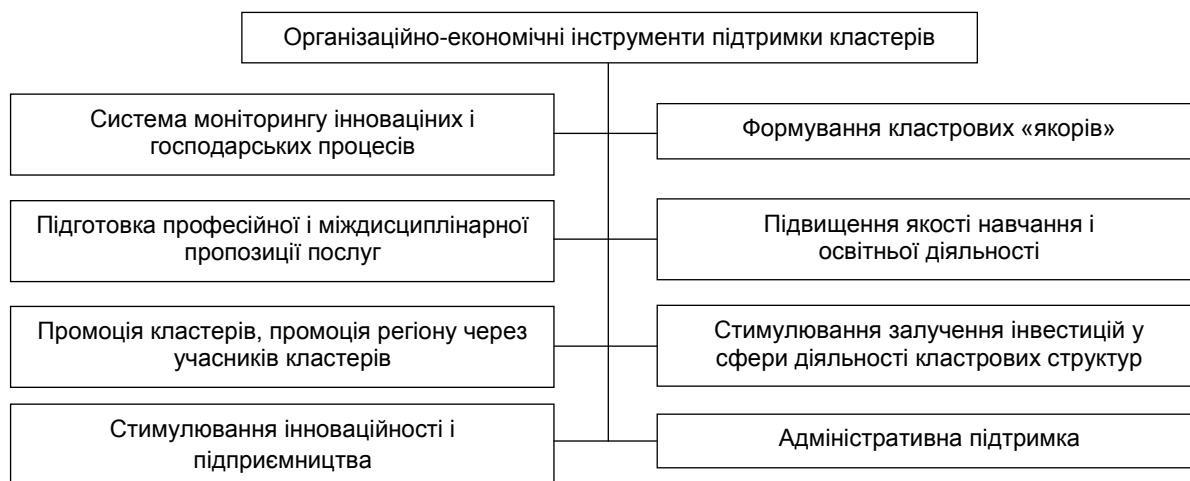 Організаційно-економічні інструменти підтримки кластерів
Система моніторингу інноваціних і
господарських процесів
Формування кластрових «якорів»
Підготовка професійної і міждисциплінарної
пропозиції послуг
Підвищення якості навчання і
освітньої діяльності
Промоція кластерів, промоція регіону через
учасників кластерів
Стимулювання залучення інвестицій у
сфери діяльності кластрових структур
Стимулювання інноваційності і
підприємництва
Адміністративна підтримка